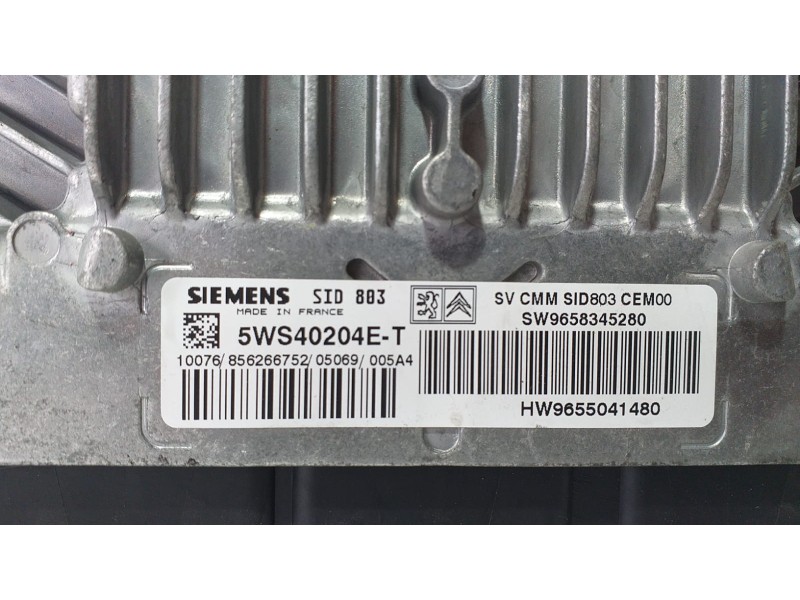 SIEMENS SID 803
MADE IN FRANCE
5WS40204E-T
10076/856266752/05069/005A4
SV CMM SID803 CEM00
SW9658345280
HW9655041480